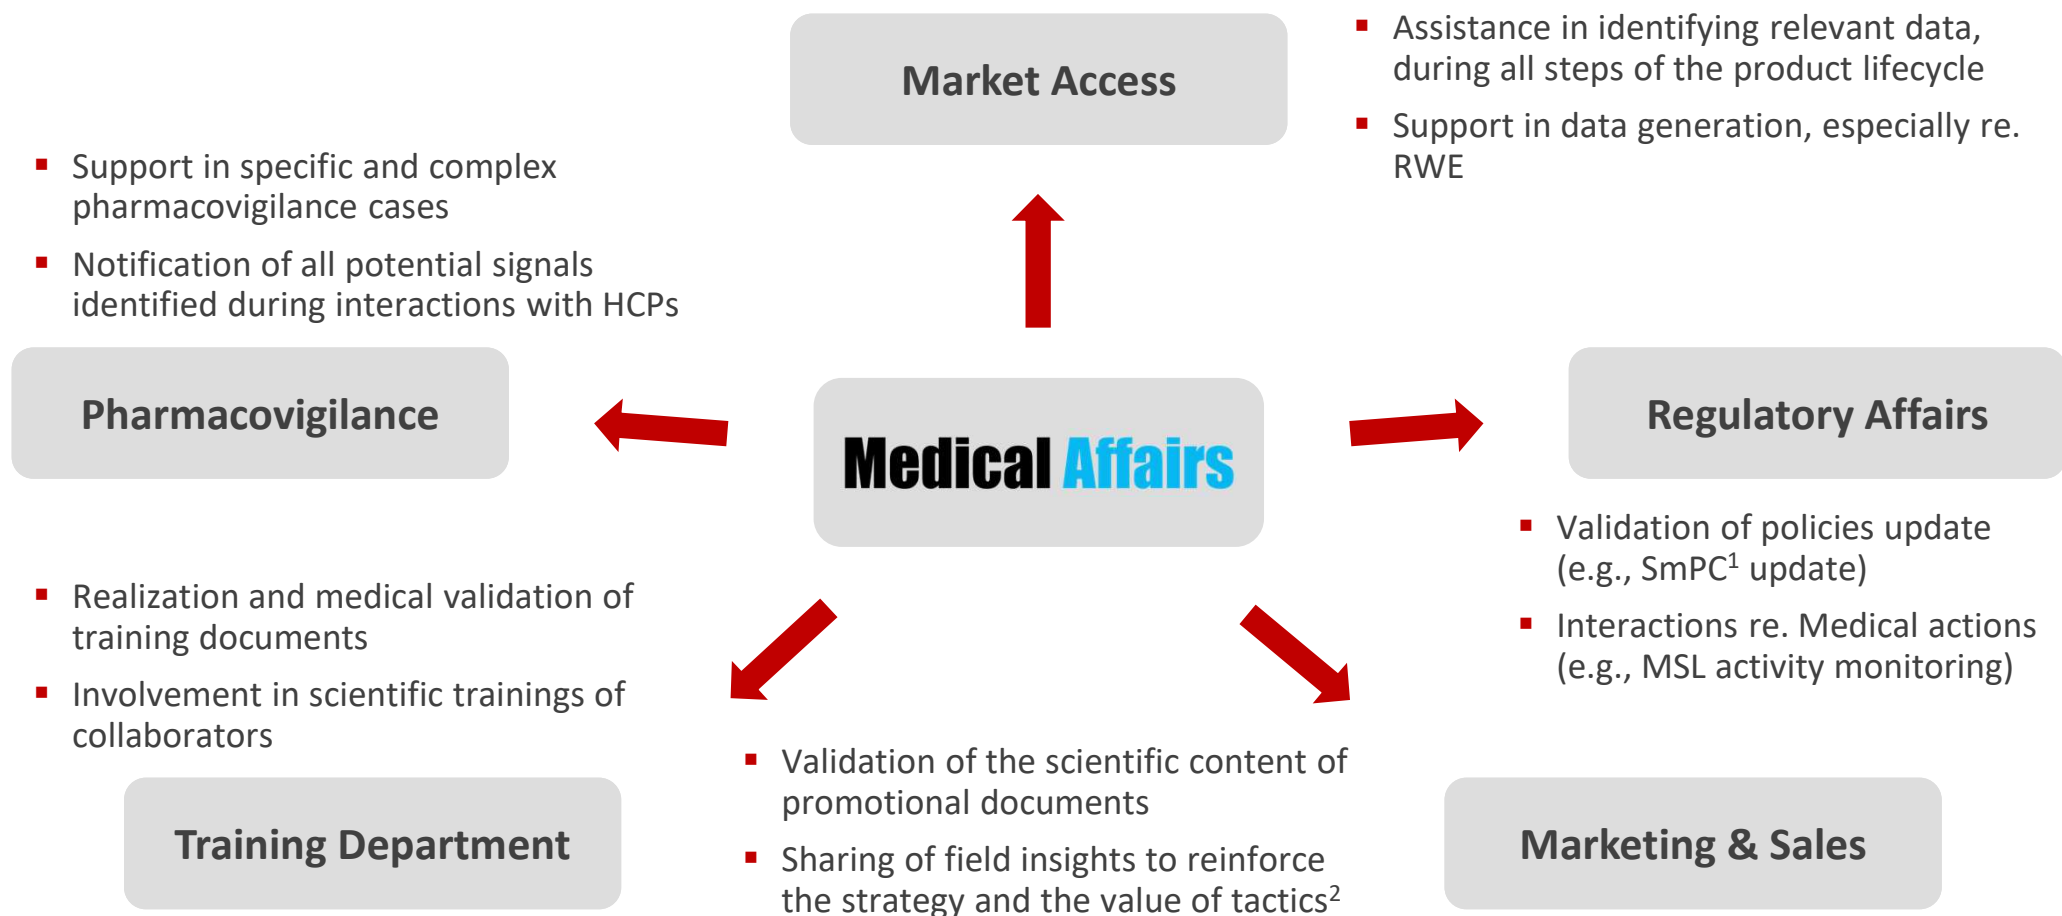 Market Access
▪ Assistance in identifying relevant data,
during all steps of the product lifecycle
▪ Support in data generation, especially re.
RWE
▪ Support in specific and complex
pharmacovigilance cases
▪ Notification of all potential signals
identified during interactions with HCPs
Pharmacovigilance
Medical Affairs
Regulatory Affairs
▪ Validation of policies update
(e.g., SmPC¹ update)
▪ Interactions re. Medical actions
(e.g., MSL activity monitoring)
▪ Realization and medical validation of
training documents
▪ Involvement in scientific trainings of
collaborators
Training Department
▪ Validation of the scientific content of
promotional documents
▪ Sharing of field insights to reinforce
the strategy and the value of tactics²
Marketing & Sales